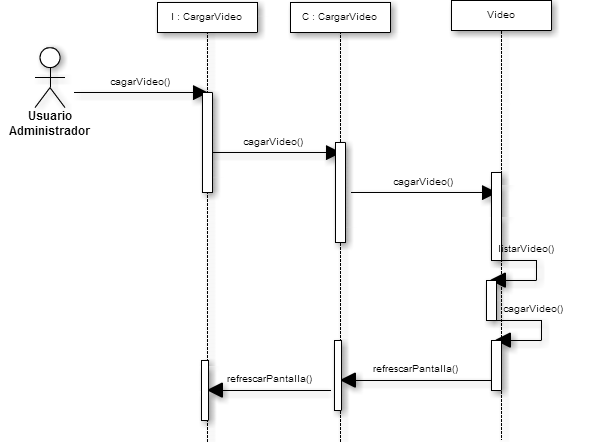 I : CargarVideo
C : CargarVideo
Video
cagarVideo()
Usuario
Administrador
cagarVideo()
cagarVideo()
listarVideo()
cagarVideo()
refrescarPantalla()
refrescarPantalla()